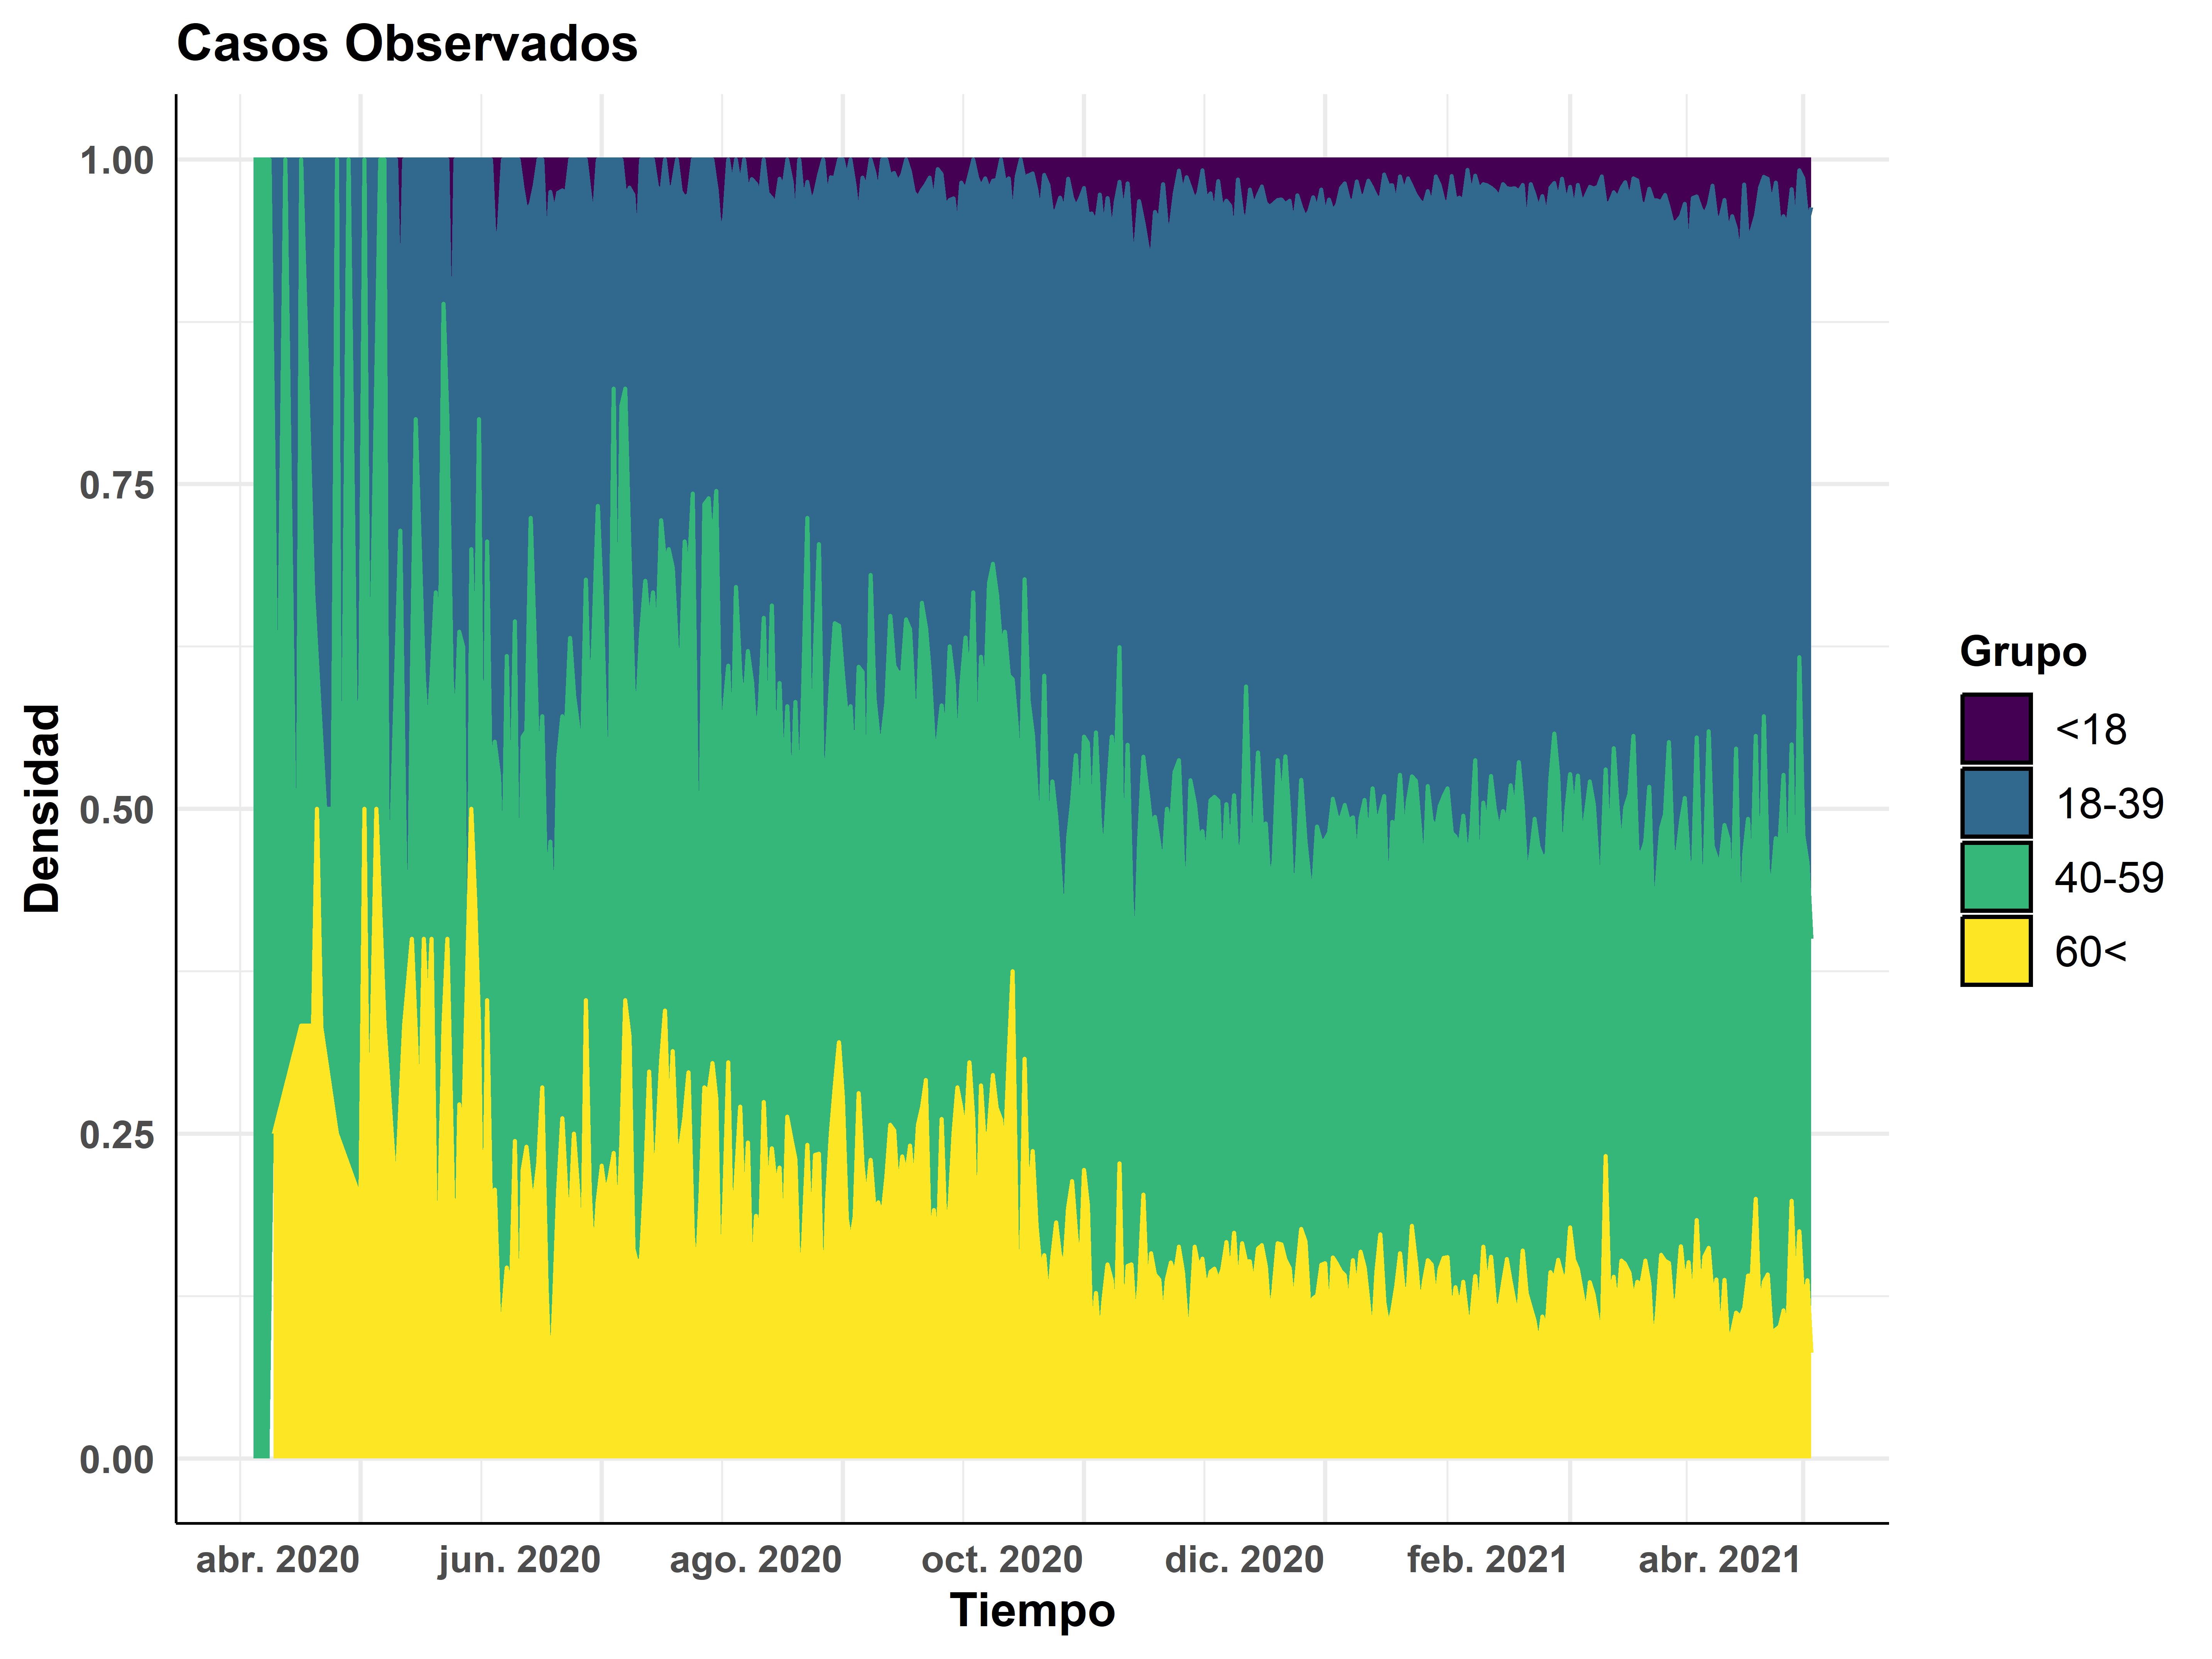 Casos Observados
1.00
0.75
0.50
0.25
0.00
Densidad
abr. 2020
jun. 2020
ago. 2020
oct. 2020
dic. 2020
feb. 2021
abr. 2021
Tiempo
Grupo
<18
18-39
40-59
60<